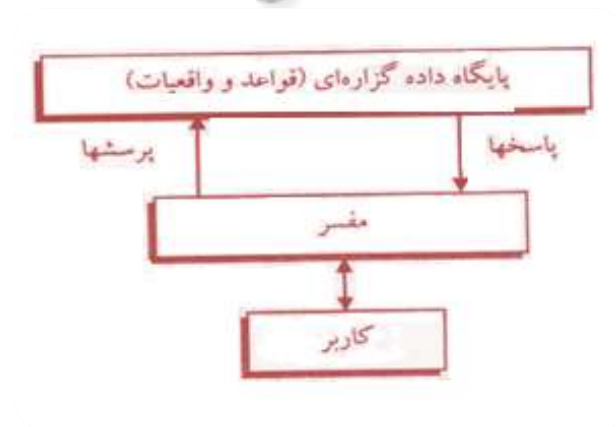 پایگاه داده گزاره‌ای (قواعد و واقعیات)
پاسخها
پرسشها
مفسر
کاربر